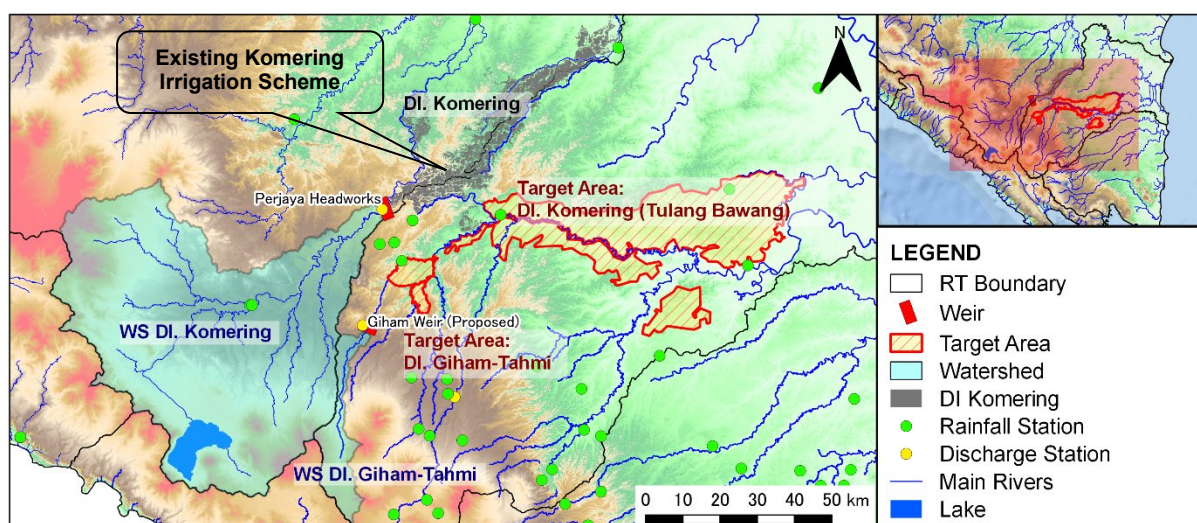 Existing Komering
Irrigation Scheme
DI. Komering
N
Perjaya Headworks
Target Area:
DI. Komering (Tulang Bawang)
WS DI. Komering
Giham Weir (Proposed)
Target Area:
DI. Giham-Tahmi
WS DI. Giham-Tahmi
0 10 20 30 40 50 km
LEGEND
RT Boundary
Weir
Target Area
Watershed
DI Komering
Rainfall Station
Discharge Station
Main Rivers
Lake